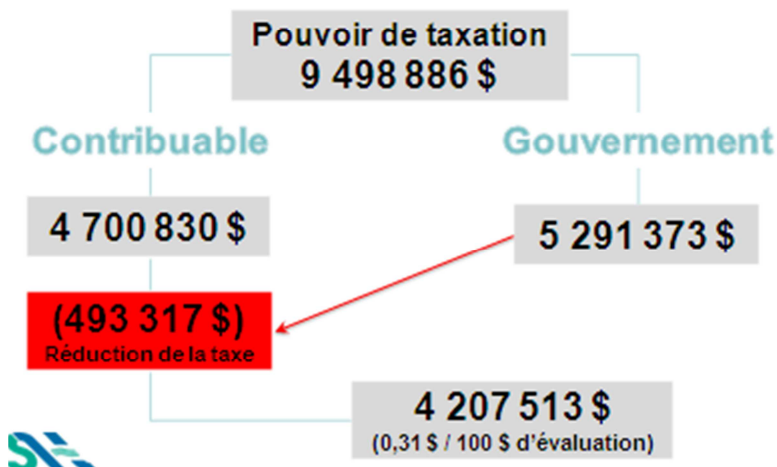 Pouvoir de taxation
9 498 886 $
Contribuable
Gouvernement
4 700 830 $
5 291 373 $
(493 317 $)
Réduction de la taxe
4 207 513 $
(0,31 $ / 100 $ d'évaluation)